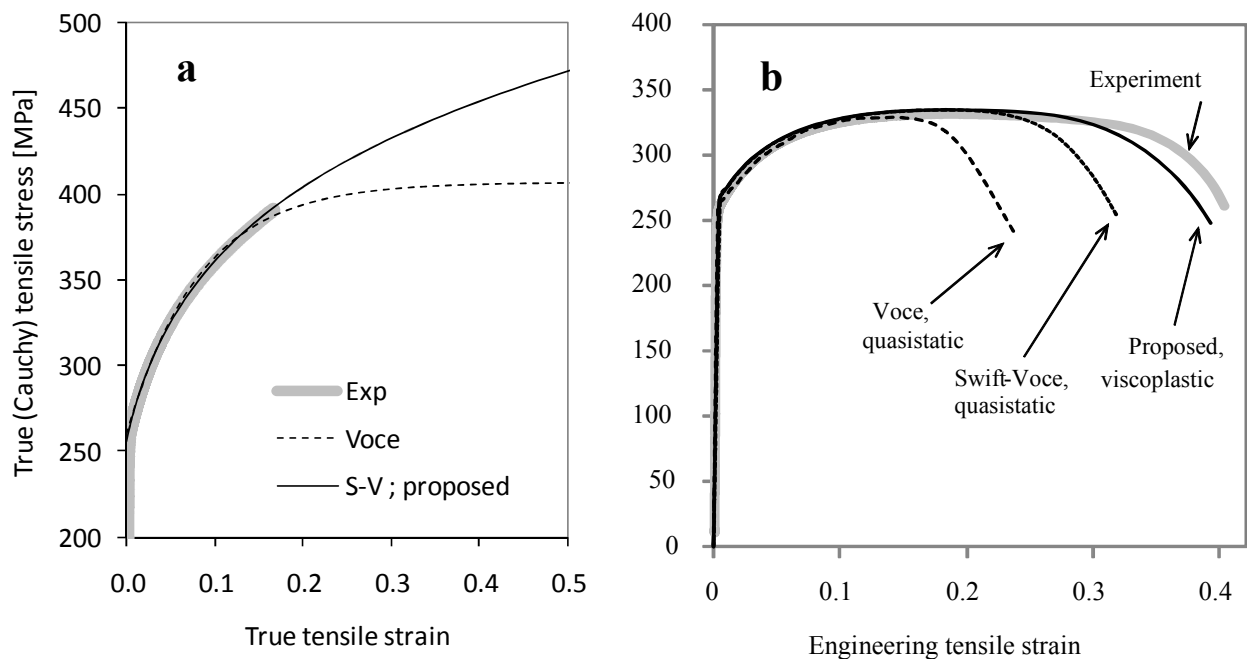 a
True (Cauchy) tensile stress [MPa]
500
450
400
350
300
250
200
Exp
Voce
S-V ; proposed
0.0 0.1 0.2 0.3 0.4 0.5
True tensile strain
b
400
350
300
250
200
150
100
50
0
Experiment
Voce,
quasistatic
Swift-Voce,
quasistatic
Proposed,
viscoplastic
0 0.1 0.2 0.3 0.4
Engineering tensile strain